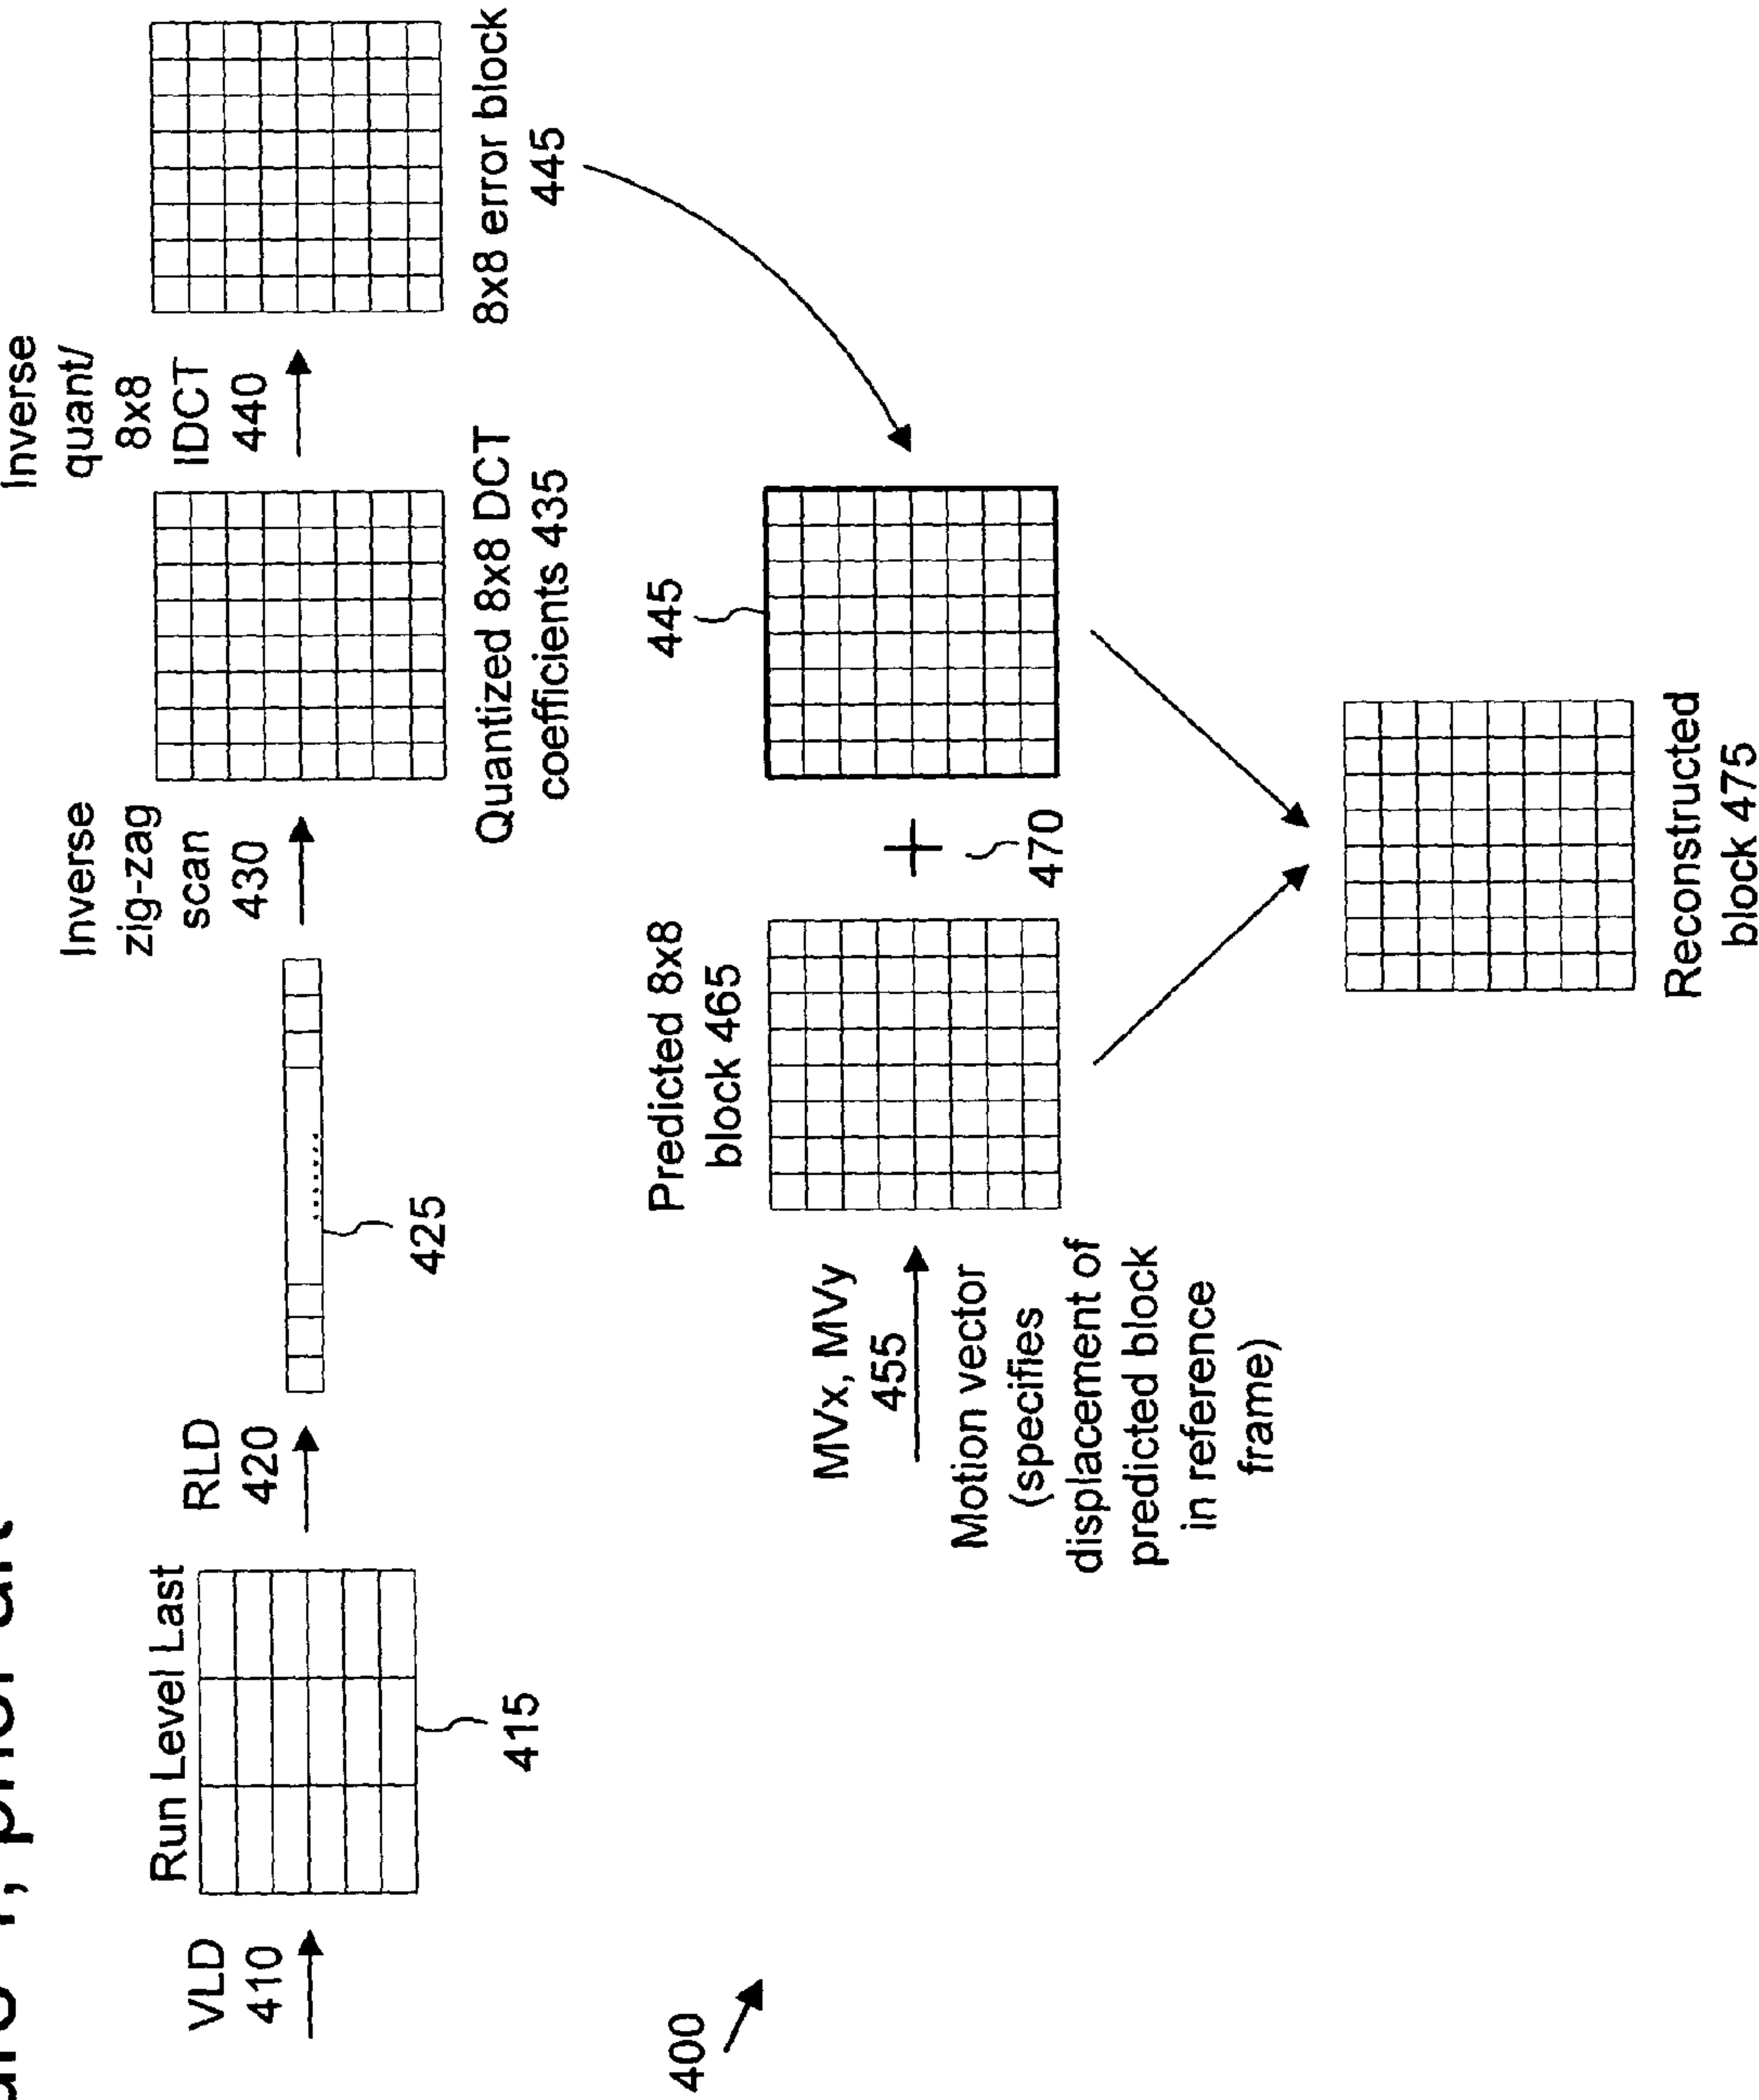 prior art
VLD
410
Run Level Last
415
RLD
420
425
Inverse
zig-zag
scan
430
Quantized 8x8 DCT
coefficients 435
Inverse
quant/
8x8
IDCT
440
8x8 error block
445
400
MVx, MVy
455
Motion vector
(specifies
displacement of
predicted block
in reference
frame)
Predicted 8x8
block 465
+
470
445
Reconstructed
block 475